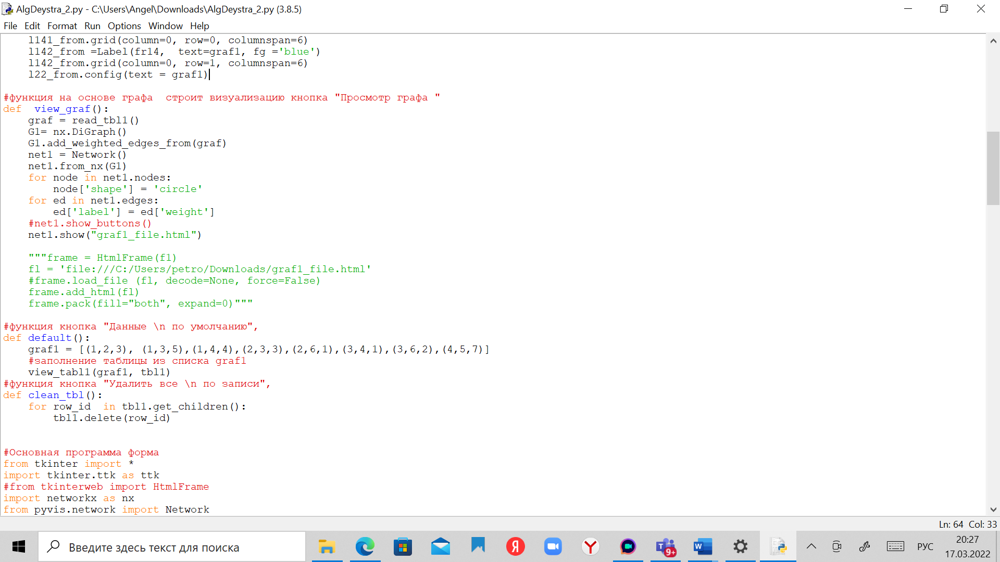 AlgDeystra_2.py - C:\Users\Angel\Downloads\AlgDeystra_2.py (3.8.5)
File Edit Format Run Options Window Help
    l141_from.grid(column=0, row=0, columnspan=6)
    l142_from =Label(fr14,  text=graf1, fg ='blue')
    l142_from.grid(column=0, row=1, columnspan=6)
    l22_from.config(text = graf1)
#функция на основе графа  строит визуализацию кнопка "Просмотр графа "
def  view_graf():
    graf = read_tbl1()
    G1= nx.DiGraph()
    G1.add_weighted_edges_from(graf)
    net1 = Network()
    net1.from_nx(G1)
    for node in net1.nodes:
        node['shape'] = 'circle'
    for ed in net1.edges:
        ed['label'] = ed['weight']
    #net1.show_buttons()
    net1.show("graf1_file.html")
    """frame = HtmlFrame(f1)
    fl = 'file:///C:/Users/petro/Downloads/graf1_file.html'
    #frame.load_file (fl, decode=None, force=False)
    frame.add_html(fl)
    frame.pack(fill="both", expand=0)"""
#функция кнопка "Данные \n по умолчанию",
def default():
    graf1 = [(1,2,3), (1,3,5),(1,4,4),(2,3,3),(2,6,1),(3,4,1),(3,6,2),(4,5,7)]
    #заполнение таблицы из списка graf1
    view_tabl1(graf1, tbl1)
#функция кнопка "Удалить все \n по записи",
def clean_tbl():
    for row_id  in tbl1.get_children():
        tbl1.delete(row_id)
#Основная программа форма
from tkinter import *
import tkinter.ttk as ttk
#from tkinterweb import HtmlFrame
import networkx as nx
from pyvis.network import Network
Ln: 64 Col: 33
Введите здесь текст для поиска
Я
Y
T
9+
W
РУС
20:27
17.03.2022